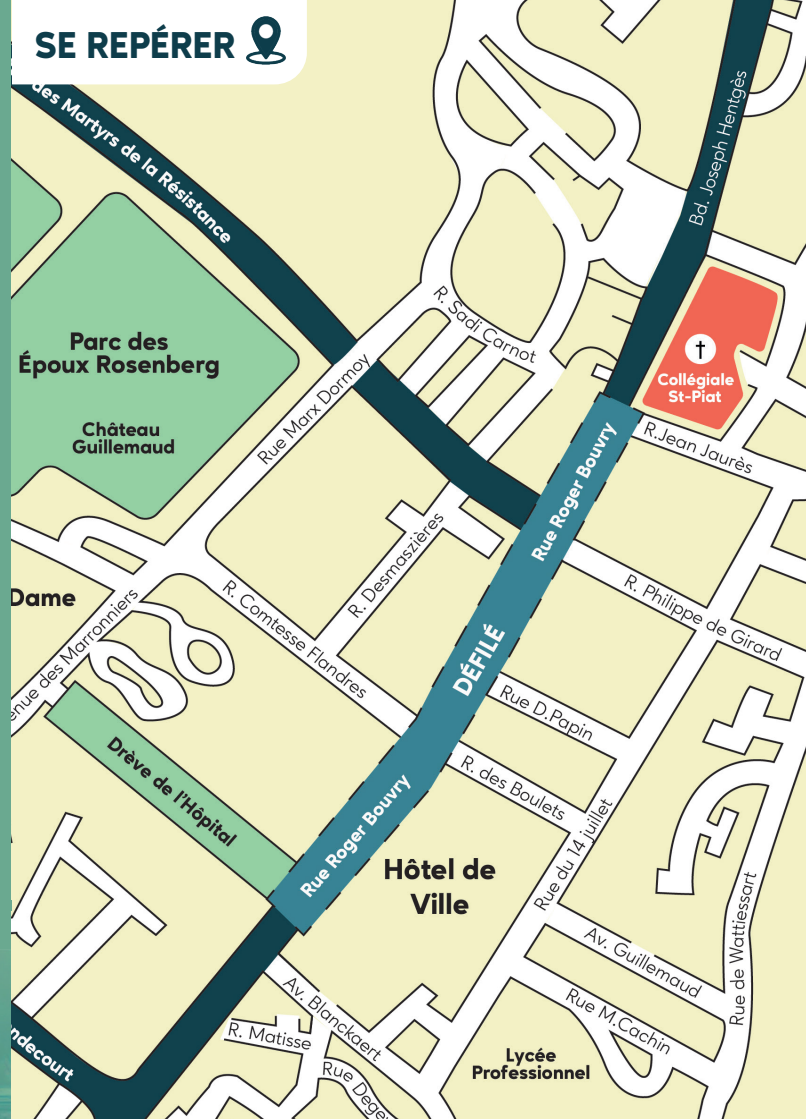 SE REPÉRER
des Martyrs de la Résistance
Bd. Joseph Hentgès
R. Sadi Carnot
Parc des
Époux Rosenberg
Château
Guillemaud
Rue Marx Dormoy
†
Collégiale
St-Piat
R.Jean Jaurès
Rue Roger Bouvry
R. Desmaszières
R. Philippe de Girard
Dame
R. Comtesse Flandres
DÉFILÉ
enue des Marronniers
Rue D.Papin
Drève de l'Hôpital
R. des Boulets
Rue Roger Bouvry
Rue du 14 juillet
Hôtel de
Ville
Rue de Wattiessart
Av. Guillemaud
Av. Blanckaert
Rue M.Cachin
R. Matisse
ndecourt
Lycée
Professionnel
Rue Degey